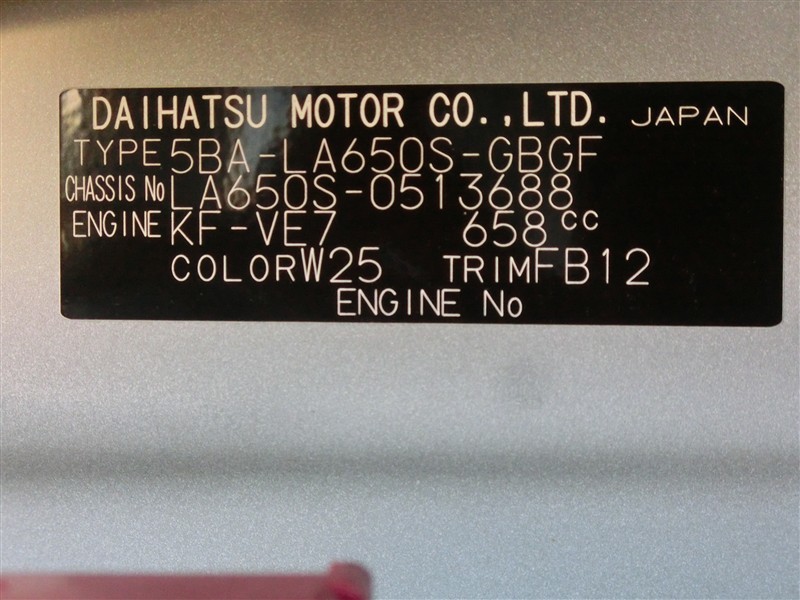 DAIHATSU MOTOR CO.,LTD. JAPAN
TYPE 5BA-LA650S-GBGF
CHASSIS No LA650S-0513688
ENGINE KF-VE7 658cc
COLOR W25 TRIM FB12
ENGINE No